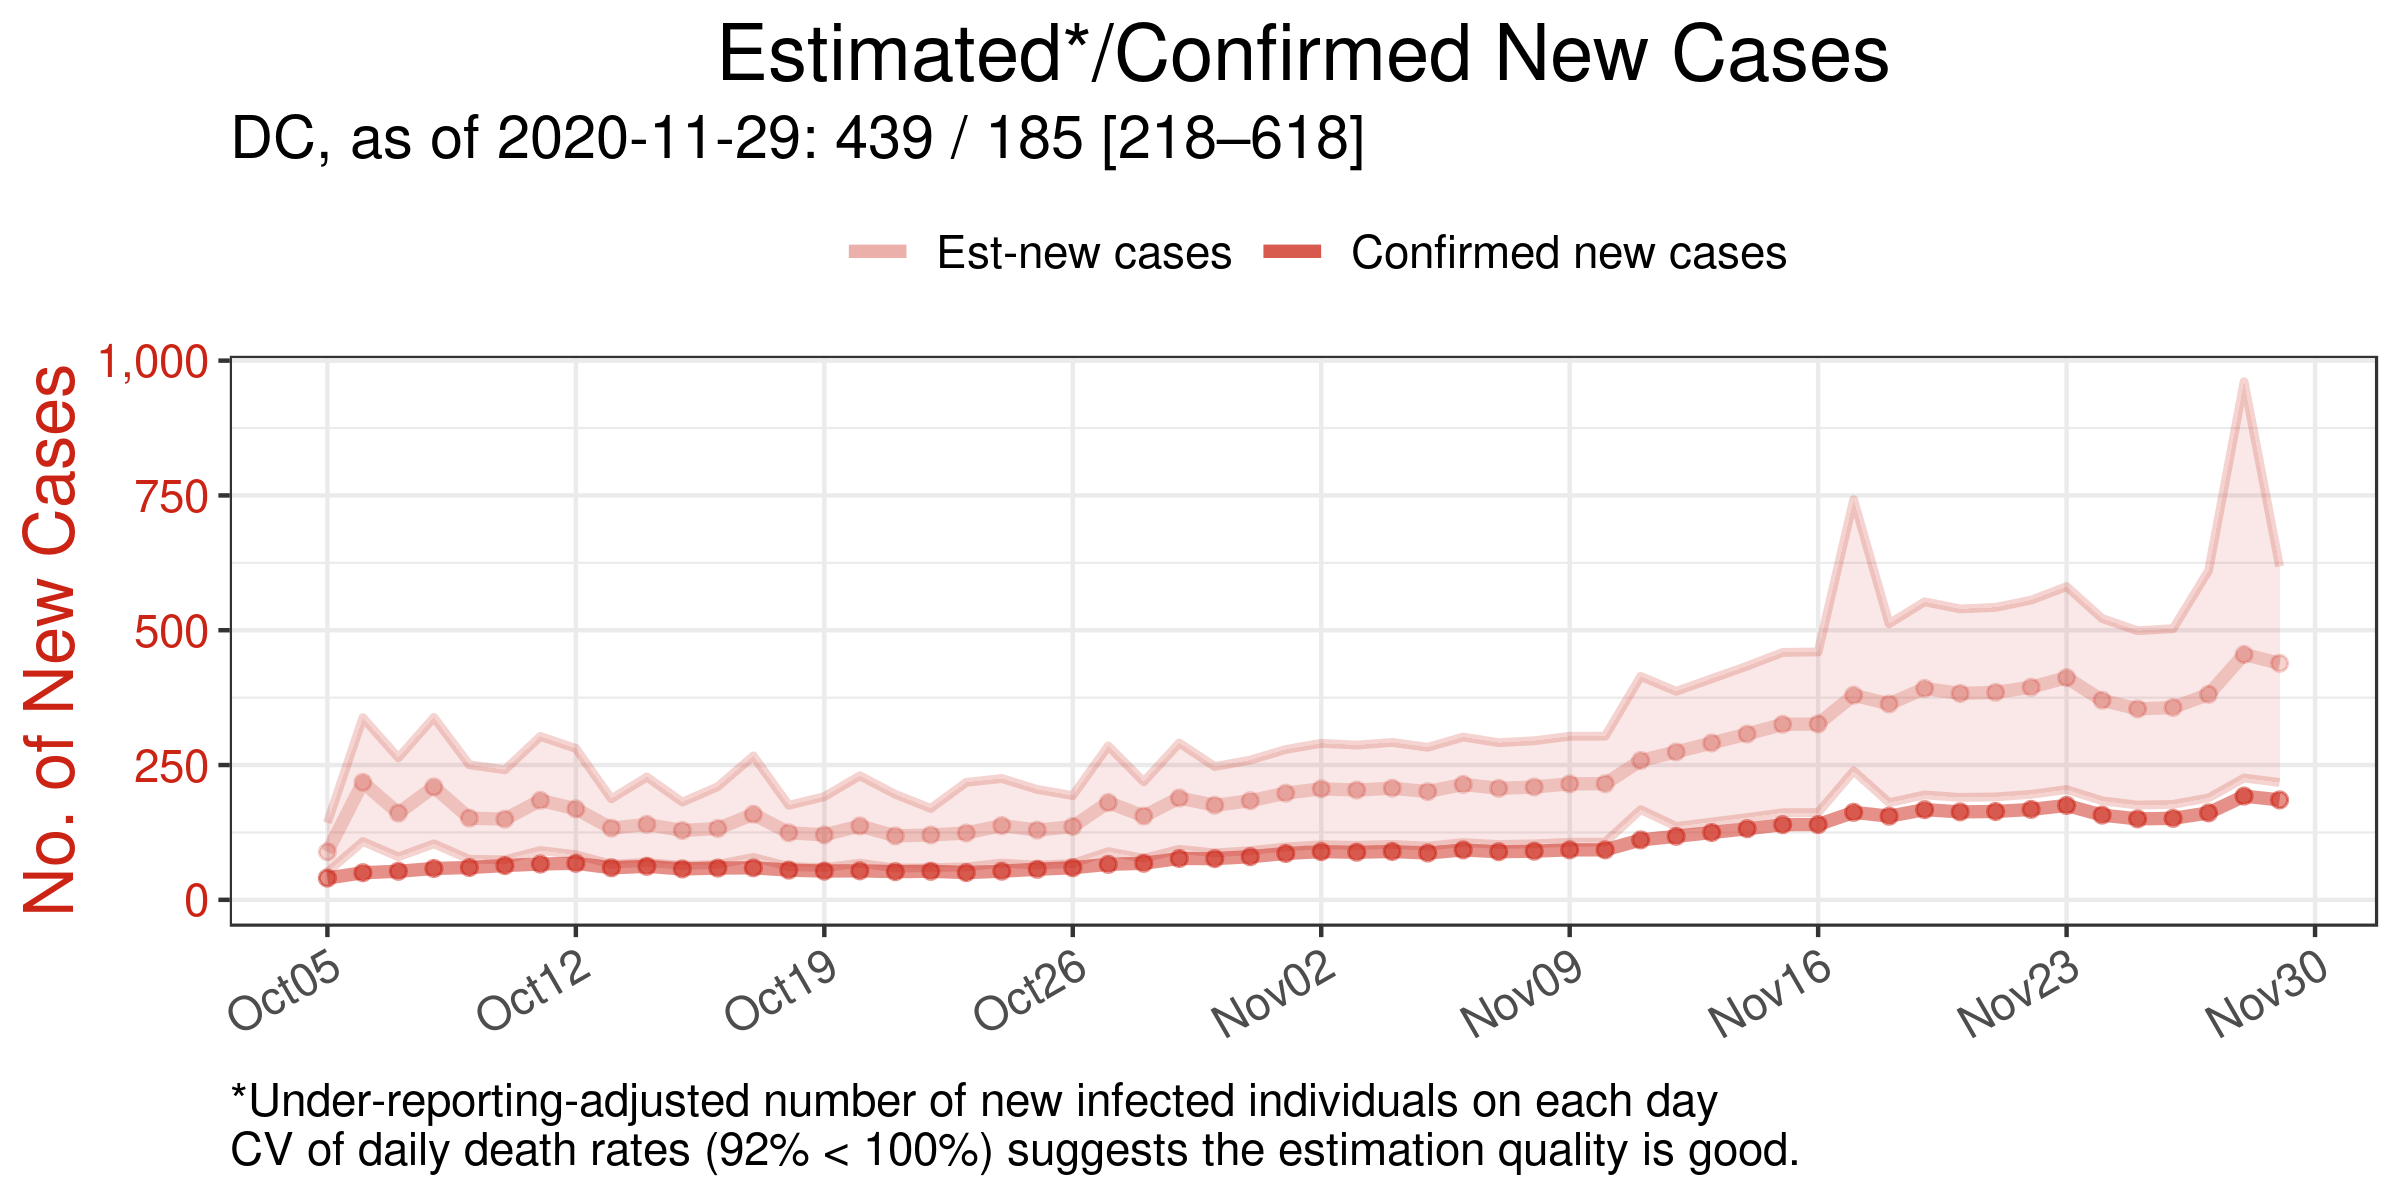 Estimated*/Confirmed New Cases
DC, as of 2020-11-29: 439 / 185 [218–618]
Est-new cases
Confirmed new cases
No. of New Cases
1,000
750
500
250
0
Oct05
Oct12
Oct19
Oct26
Nov02
Nov09
Nov16
Nov23
Nov30
*Under-reporting-adjusted number of new infected individuals on each day
CV of daily death rates (92% < 100%) suggests the estimation quality is good.